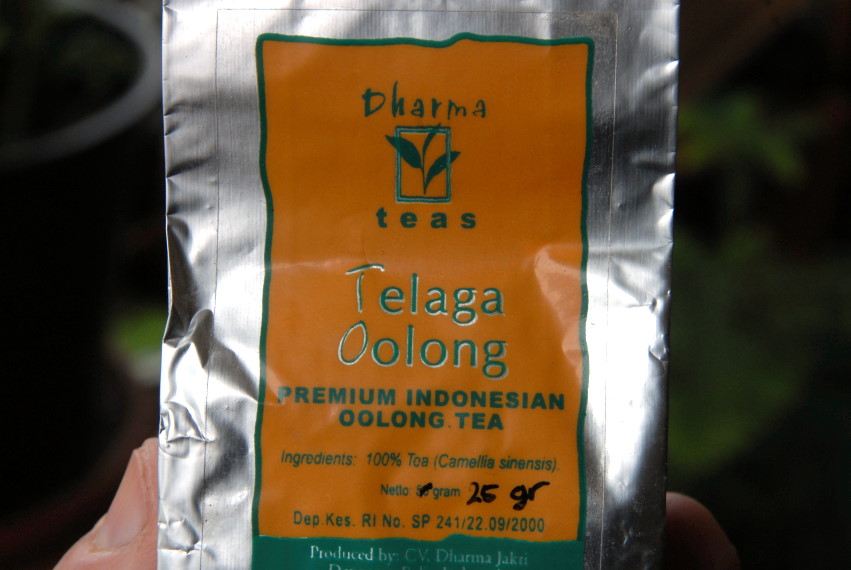 Dharma
teas
Telaga
Oolong
PREMIUM INDONESIAN
OOLONG TEA
Ingredients: 100% Tea (Camellia sinensis).
Netto gram 25 gr
Dep.Kes. RI No. SP 241/22.09/2000
Produced by: CV. Dharma Jakti